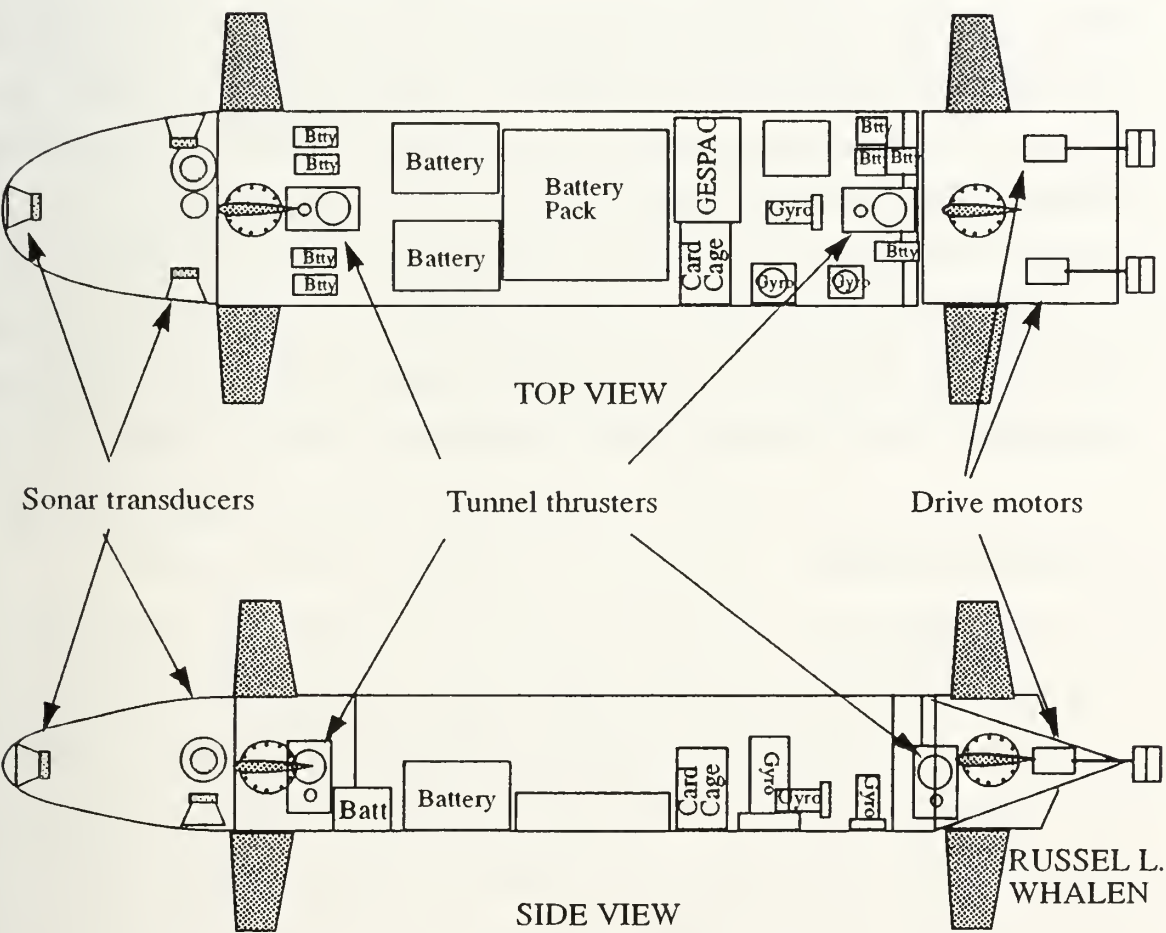 Btty
Btty
Battery
Battery
Pack
GESPAC
Btty
Btty
Btty
Gyro
Btty
Btty
Battery
Card
Cage
Gyro
Gyro
Btty
TOP VIEW
Sonar transducers
Tunnel thrusters
Drive motors
Batt
Battery
Card
Cage
Gyro
Gyro
Gyro
RUSSEL L.
WHALEN
SIDE VIEW